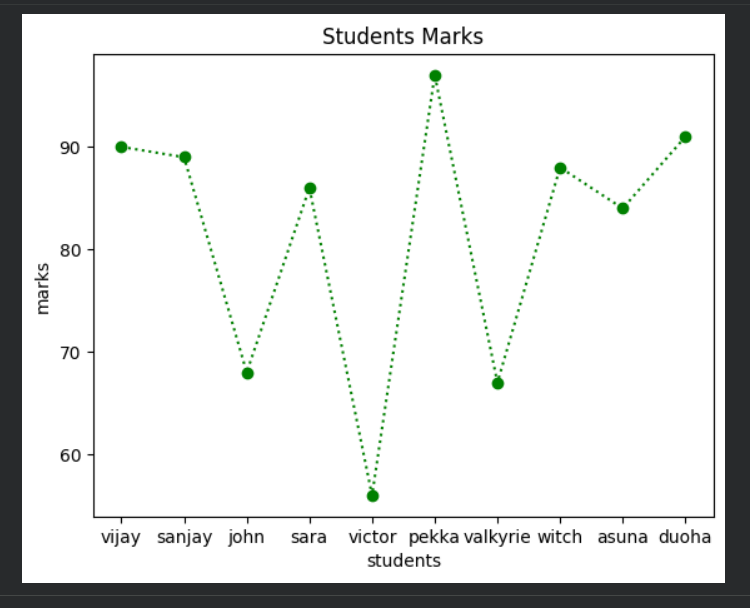 Students Marks
90
80
70
60
marks
vijay sanjay john sara victor pekka valkyrie witch asuna duoha
students